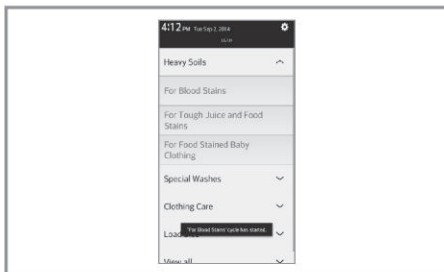 4:12 PM Tue Sep 2, 2014
Heavy Soils
For Blood Stains
For Tough Juice and Food
Stains
For Food Stained Baby
Clothing
Special Washes
Clothing Care
'For Blood Stains' cycle has started.
Load
View all